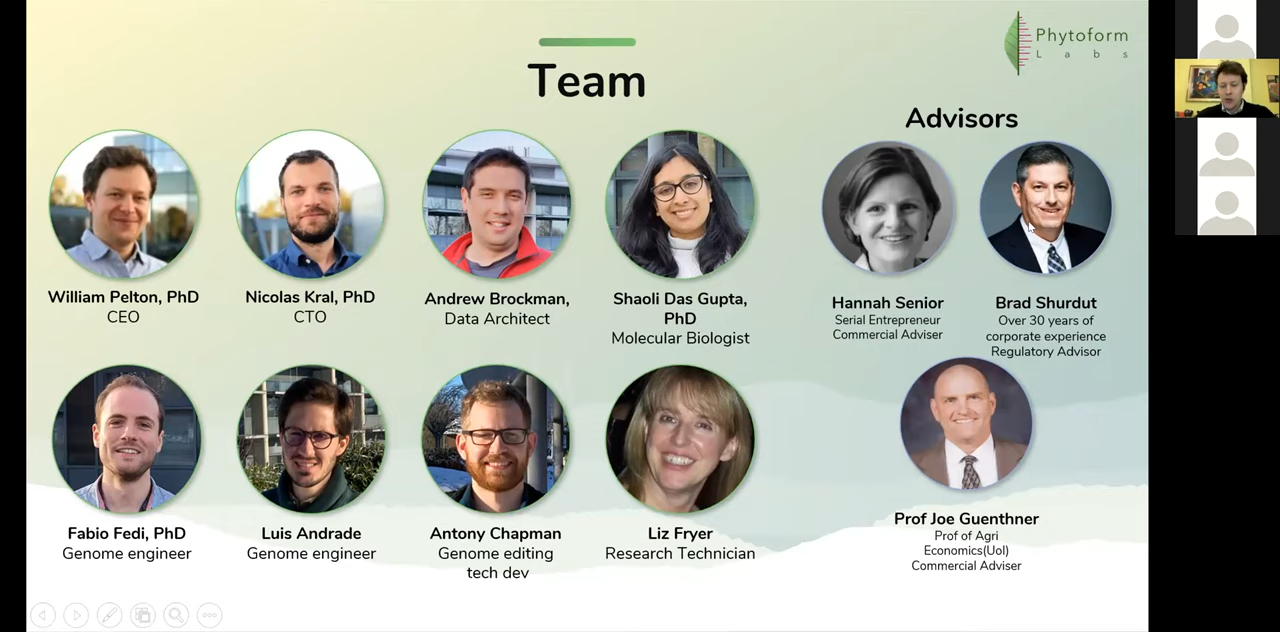 Phytoform
L a b s
Team
Advisors
William Pelton, PhD
CEO
Nicolas Kral, PhD
CTO
Andrew Brockman,
Data Architect
Shaoli Das Gupta,
PhD
Molecular Biologist
Hannah Senior
Serial Entrepreneur
Commercial Adviser
Brad Shurdut
Over 30 years of
corporate experience
Regulatory Advisor
Fabio Fedi, PhD
Genome engineer
Luis Andrade
Genome engineer
Antony Chapman
Genome editing
tech dev
Liz Fryer
Research Technician
Prof Joe Guenthner
Prof of Agri
Economics(UoI)
Commercial Adviser